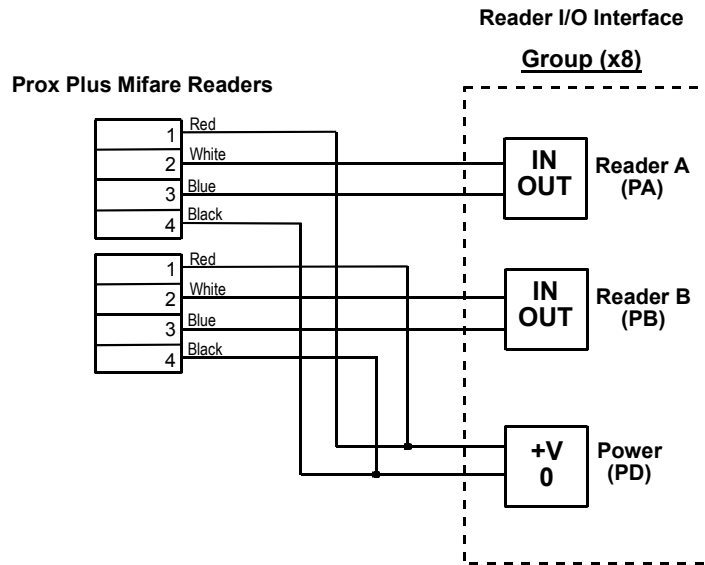 Reader I/O Interface
Group (x8)
Prox Plus Mifare Readers
1 Red
2 White
3 Blue
4 Black
IN
OUT
Reader A
(PA)
1 Red
2 White
3 Blue
4 Black
IN
OUT
Reader B
(PB)
+V
0
Power
(PD)